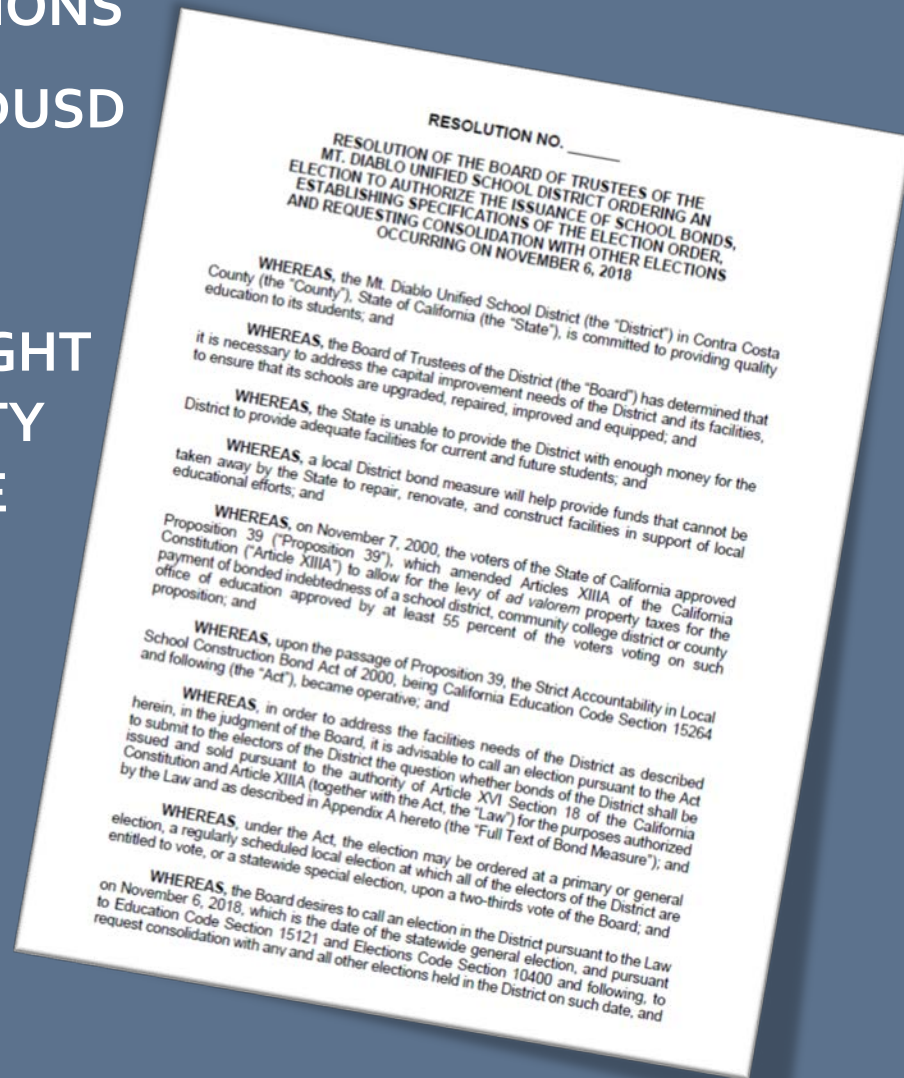 IONS
DUSD
GHT
TY
E
RESOLUTION NO. ______
RESOLUTION OF THE BOARD OF TRUSTEES OF THE
MT. DIABLO UNIFIED SCHOOL DISTRICT ORDERING AN
ELECTION TO AUTHORIZE THE ISSUANCE OF SCHOOL BONDS,
ESTABLISHING SPECIFICATIONS OF THE ELECTION ORDER,
AND REQUESTING CONSOLIDATION WITH OTHER ELECTIONS
OCCURRING ON NOVEMBER 6, 2018
WHEREAS, the Mt. Diablo Unified School District (the "District") in Contra Costa
County (the "County"), State of California (the "State"), is committed to providing quality
education to its students; and
WHEREAS, the Board of Trustees of the District (the "Board") has determined that
it is necessary to address the capital improvement needs of the District and its facilities,
to ensure that its schools are upgraded, repaired, improved and equipped; and
WHEREAS, the State is unable to provide the District with enough money for the
District to provide adequate facilities for current and future students; and
WHEREAS, a local District bond measure will help provide funds that cannot be
taken away by the State to repair, renovate, and construct facilities in support of local
educational efforts; and
WHEREAS, on November 7, 2000, the voters of the State of California approved
Proposition 39 ("Proposition 39"), which amended Articles XIIIA of the California
Constitution ("Article XIIIA") to allow for the levy of ad valorem property taxes for the
payment of bonded indebtedness of a school district, community college district or county
office of education approved by at least 55 percent of the voters voting on such
proposition; and
WHEREAS, upon the passage of Proposition 39, the Strict Accountability in Local
School Construction Bond Act of 2000, being California Education Code Section 15264
and following (the "Act"), became operative; and
WHEREAS, in order to address the facilities needs of the District as described
herein, in the judgment of the Board, it is advisable to call an election pursuant to the Act
to submit to the electors of the District the question whether bonds of the District shall be
issued and sold pursuant to the authority of Article XVI Section 18 of the California
Constitution and Article XIIIA (together with the Act, the "Law") for the purposes authorized
by the Law and as described in Appendix A hereto (the "Full Text of Bond Measure"); and
WHEREAS, under the Act, the election may be ordered at a primary or general
election, a regularly scheduled local election at which all of the electors of the District are
entitled to vote, or a statewide special election, upon a two-thirds vote of the Board; and
WHEREAS, the Board desires to call an election in the District pursuant to the Law
on November 6, 2018, which is the date of the statewide general election, and pursuant
to Education Code Section 15121 and Elections Code Section 10400 and following, to
request consolidation with any and all other elections held in the District on such date, and